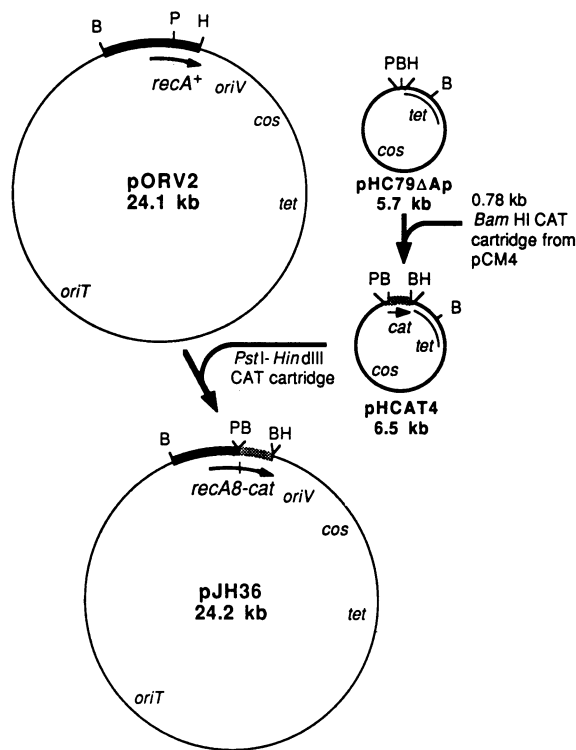 B
P
H
recA+
oriV
cos
tet
oriT
pORV2
24.1 kb
PBH
B
tet
cos
pHC79ΔAp
5.7 kb
0.78 kb
Bam HI CAT
cartridge from
pCM4
PB
BH
B
cat
tet
cos
pHCAT4
6.5 kb
PstI- HindIII
CAT cartridge
B
PB
BH
recA8-cat
oriV
cos
tet
oriT
pJH36
24.2 kb